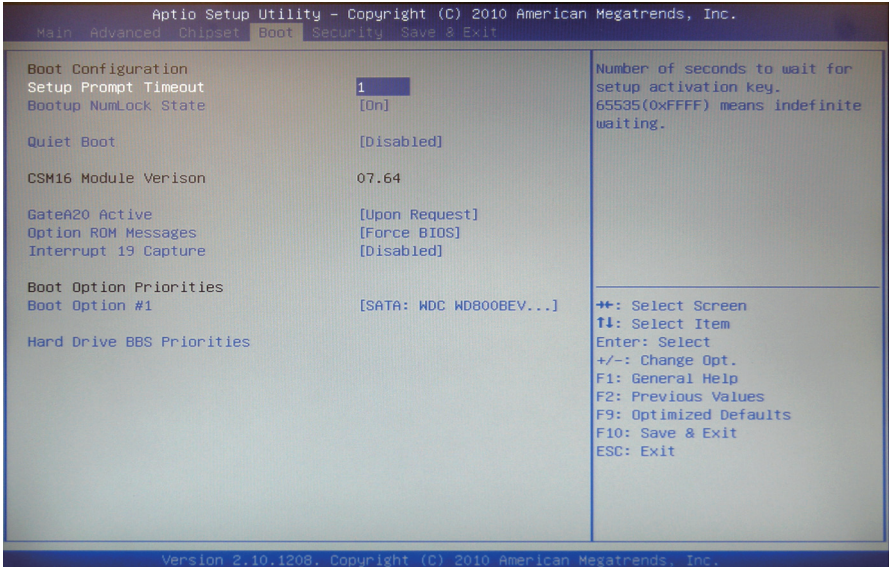 Aptio Setup Utility – Copyright (C) 2010 American Megatrends, Inc.
Main Advanced Chipset Boot Security Save & Exit
Boot Configuration
Setup Prompt Timeout 1
Bootup NumLock State [On]
Quiet Boot [Disabled]
CSM16 Module Verison 07.64
GateA20 Active [Upon Request]
Option ROM Messages [Force BIOS]
Interrupt 19 Capture [Disabled]
Boot Option Priorities
Boot Option #1 [SATA: WDC WD800BEV...]
Hard Drive BBS Priorities
Number of seconds to wait for
setup activation key.
65535(0xFFFF) means indefinite
waiting.
→←: Select Screen
↑↓: Select Item
Enter: Select
+/-: Change Opt.
F1: General Help
F2: Previous Values
F9: Optimized Defaults
F10: Save & Exit
ESC: Exit
Version 2.10.1208. Copyright (C) 2010 American Megatrends, Inc.